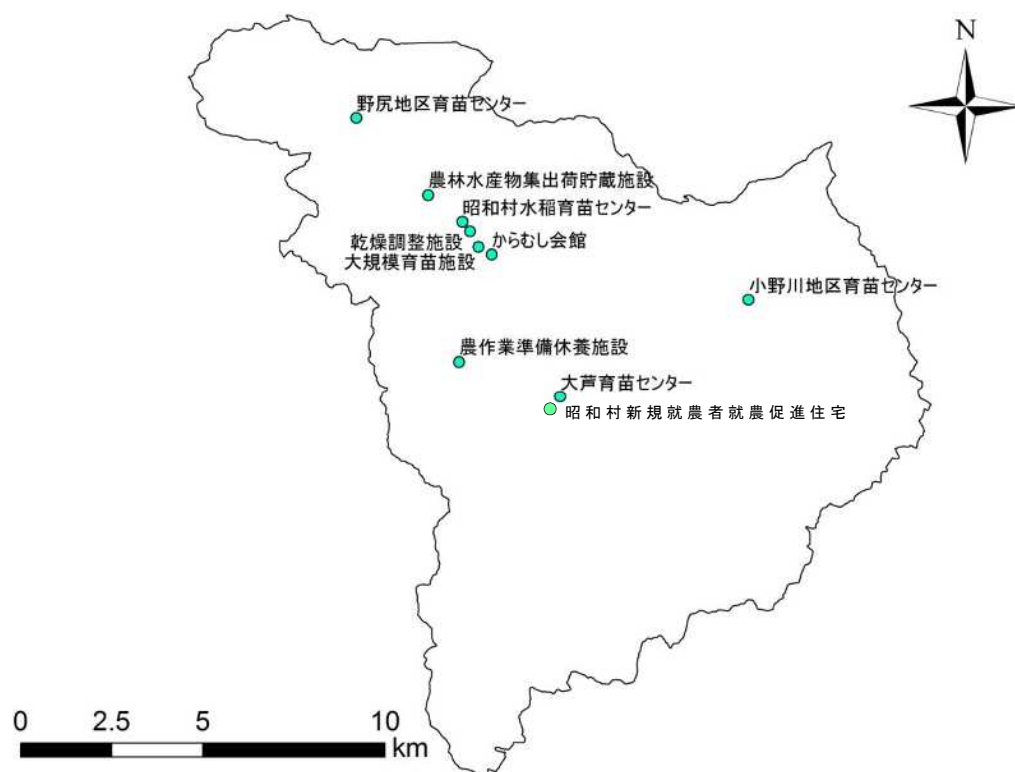 N
野尻地区育苗センター
農林水産物集出荷貯蔵施設
昭和村水稲育苗センター
乾燥調整施設
からむし会館
大規模育苗施設
小野川地区育苗センター
農作業準備休養施設
大芦育苗センター
昭和村新規就農者就農促進住宅
0 2.5 5 10
km